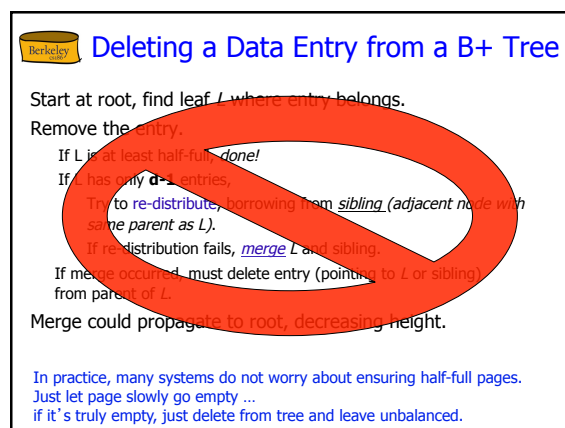 Berkeley
cs186
Deleting a Data Entry from a B+ Tree
Start at root, find leaf L where entry belongs.
Remove the entry.
If L is at least half-full, done!
If L has only d-1 entries,
Try to re-distribute, borrowing from sibling (adjacent node with
same parent as L).
If re-distribution fails, merge L and sibling.
If merge occurred, must delete entry (pointing to L or sibling)
from parent of L.
Merge could propagate to root, decreasing height.
In practice, many systems do not worry about ensuring half-full pages.
Just let page slowly go empty …
if it's truly empty, just delete from tree and leave unbalanced.